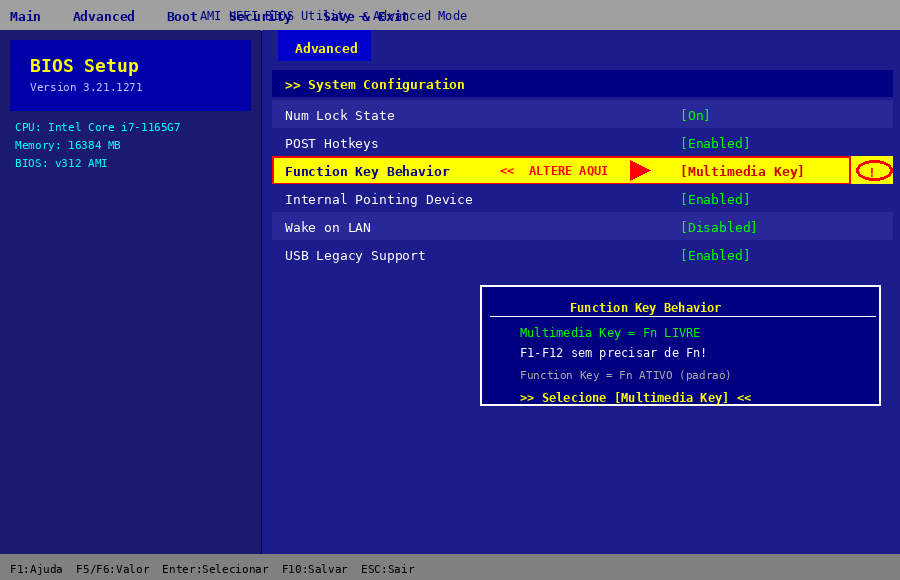 Main Advanced Boot Security Save & Exit
AMI UEFI BIOS Utility - Advanced Mode
BIOS Setup
Version 3.21.1271
CPU: Intel Core i7-1165G7
Memory: 16384 MB
BIOS: v312 AMI
Advanced
>> System Configuration
Num Lock State [On]
POST Hotkeys [Enabled]
Function Key Behavior << ALTERE AQUI [Multimedia Key] !
Internal Pointing Device [Enabled]
Wake on LAN [Disabled]
USB Legacy Support [Enabled]
Function Key Behavior
Multimedia Key = Fn LIVRE
F1-F12 sem precisar de Fn!
Function Key = Fn ATIVO (padrao)
>> Selecione [Multimedia Key] <<
F1:Ajuda F5/F6:Valor Enter:Selecionar F10:Salvar ESC:Sair